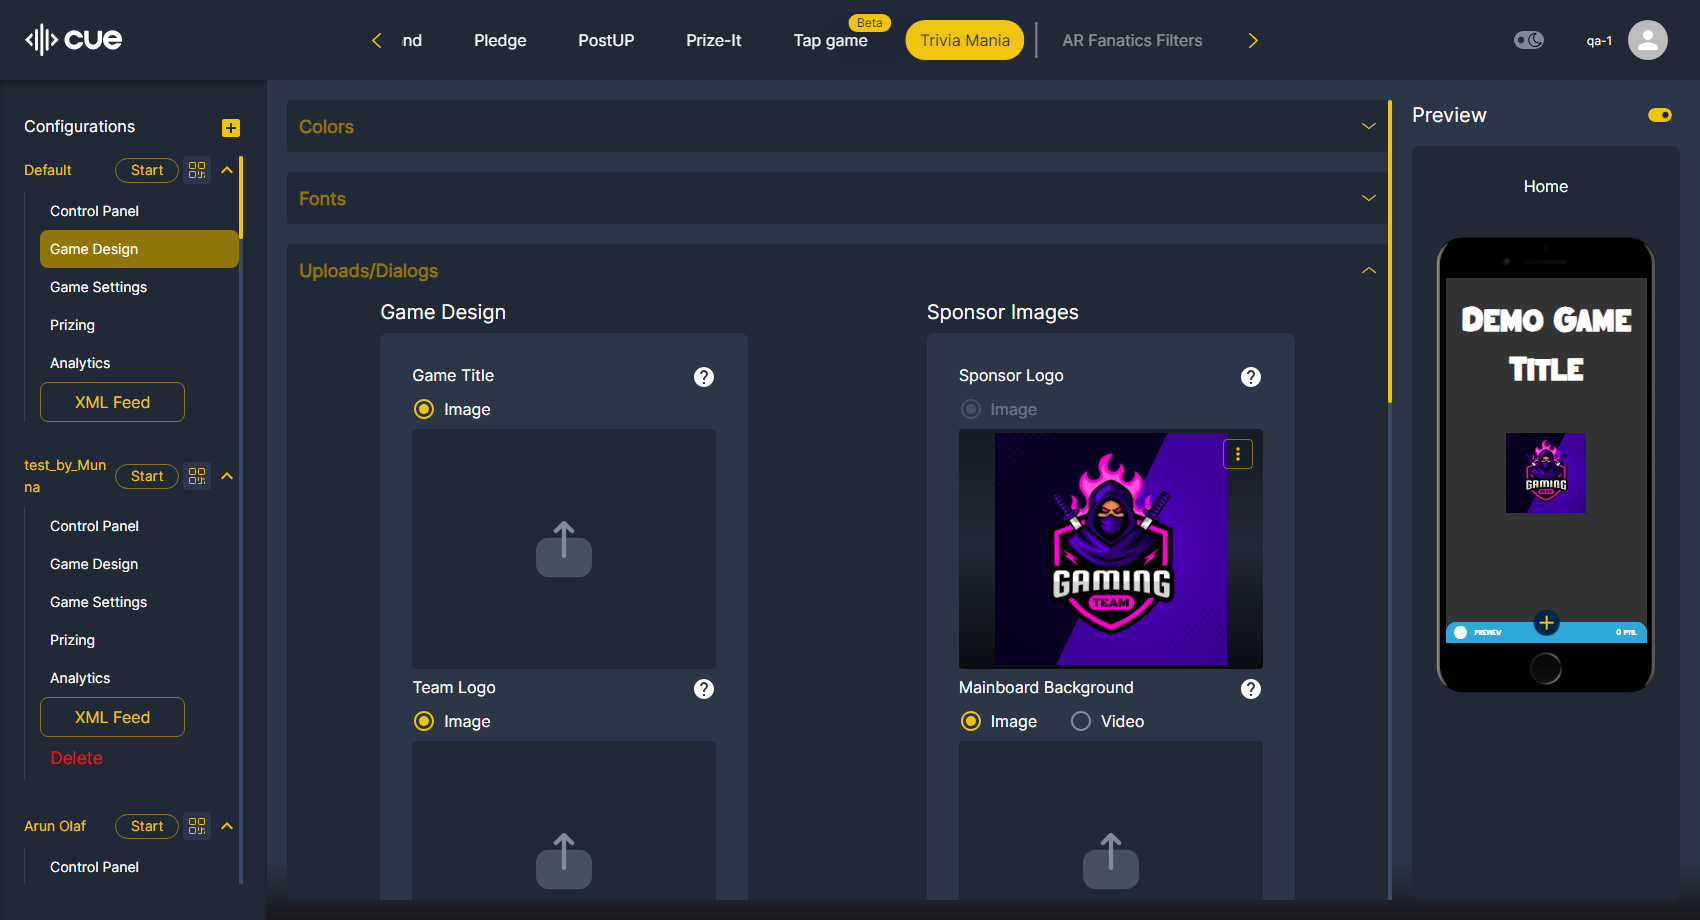 cue
nd
Pledge
PostUP
Prize-It
Tap game
Beta
Trivia Mania
AR Fanatics Filters
qa-1
Configurations
Default
Start
Control Panel
Game Design
Game Settings
Prizing
Analytics
XML Feed
test_by_Mun
na
Start
Control Panel
Game Design
Game Settings
Prizing
Analytics
XML Feed
Delete
Arun Olaf
Start
Control Panel
Colors
Fonts
Uploads/Dialogs
Game Design
Game Title
Image
Team Logo
Image
Sponsor Images
Sponsor Logo
Image
GAMING
TEAM
Mainboard Background
Image
Video
Preview
Home
Demo Game
Title
GAMING
PREVIEW
0 PTS.